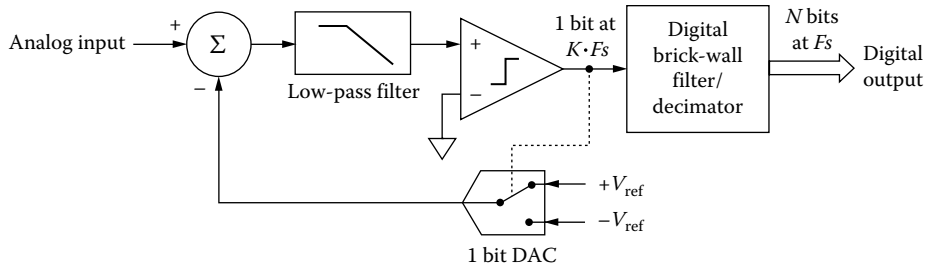 Analog input
+
−
Σ
Low-pass filter
+
−
1 bit at
K·Fs
Digital
brick-wall
filter/
decimator
N bits
at Fs
Digital
output
+Vref
−Vref
1 bit DAC